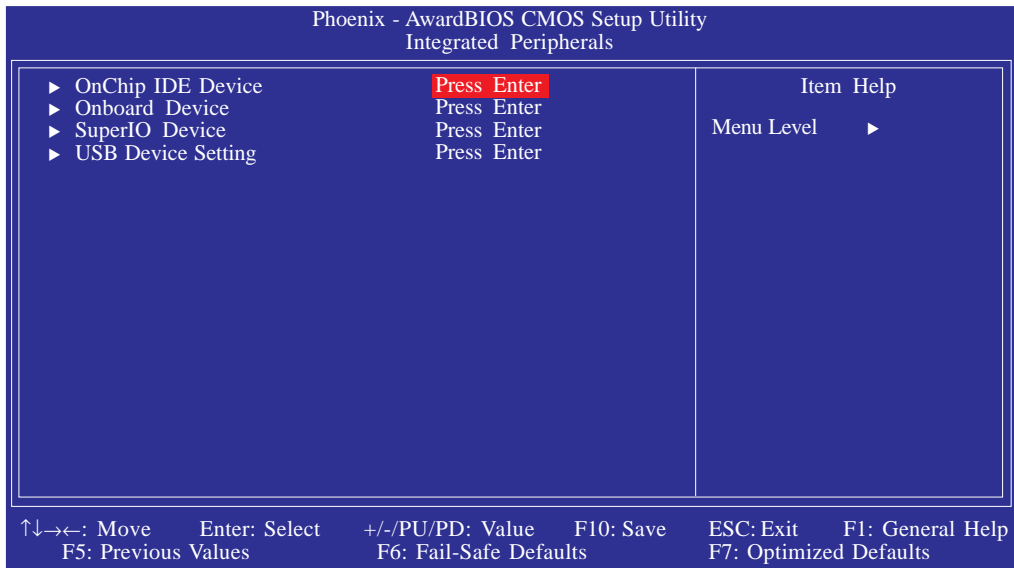 Phoenix - AwardBIOS CMOS Setup Utility
Integrated Peripherals
▶ OnChip IDE Device Press Enter
▶ Onboard Device Press Enter
▶ SuperIO Device Press Enter
▶ USB Device Setting Press Enter
Item Help
Menu Level ▶
↑↓→←: Move Enter: Select +/-/PU/PD: Value F10: Save ESC: Exit F1: General Help
F5: Previous Values F6: Fail-Safe Defaults F7: Optimized Defaults